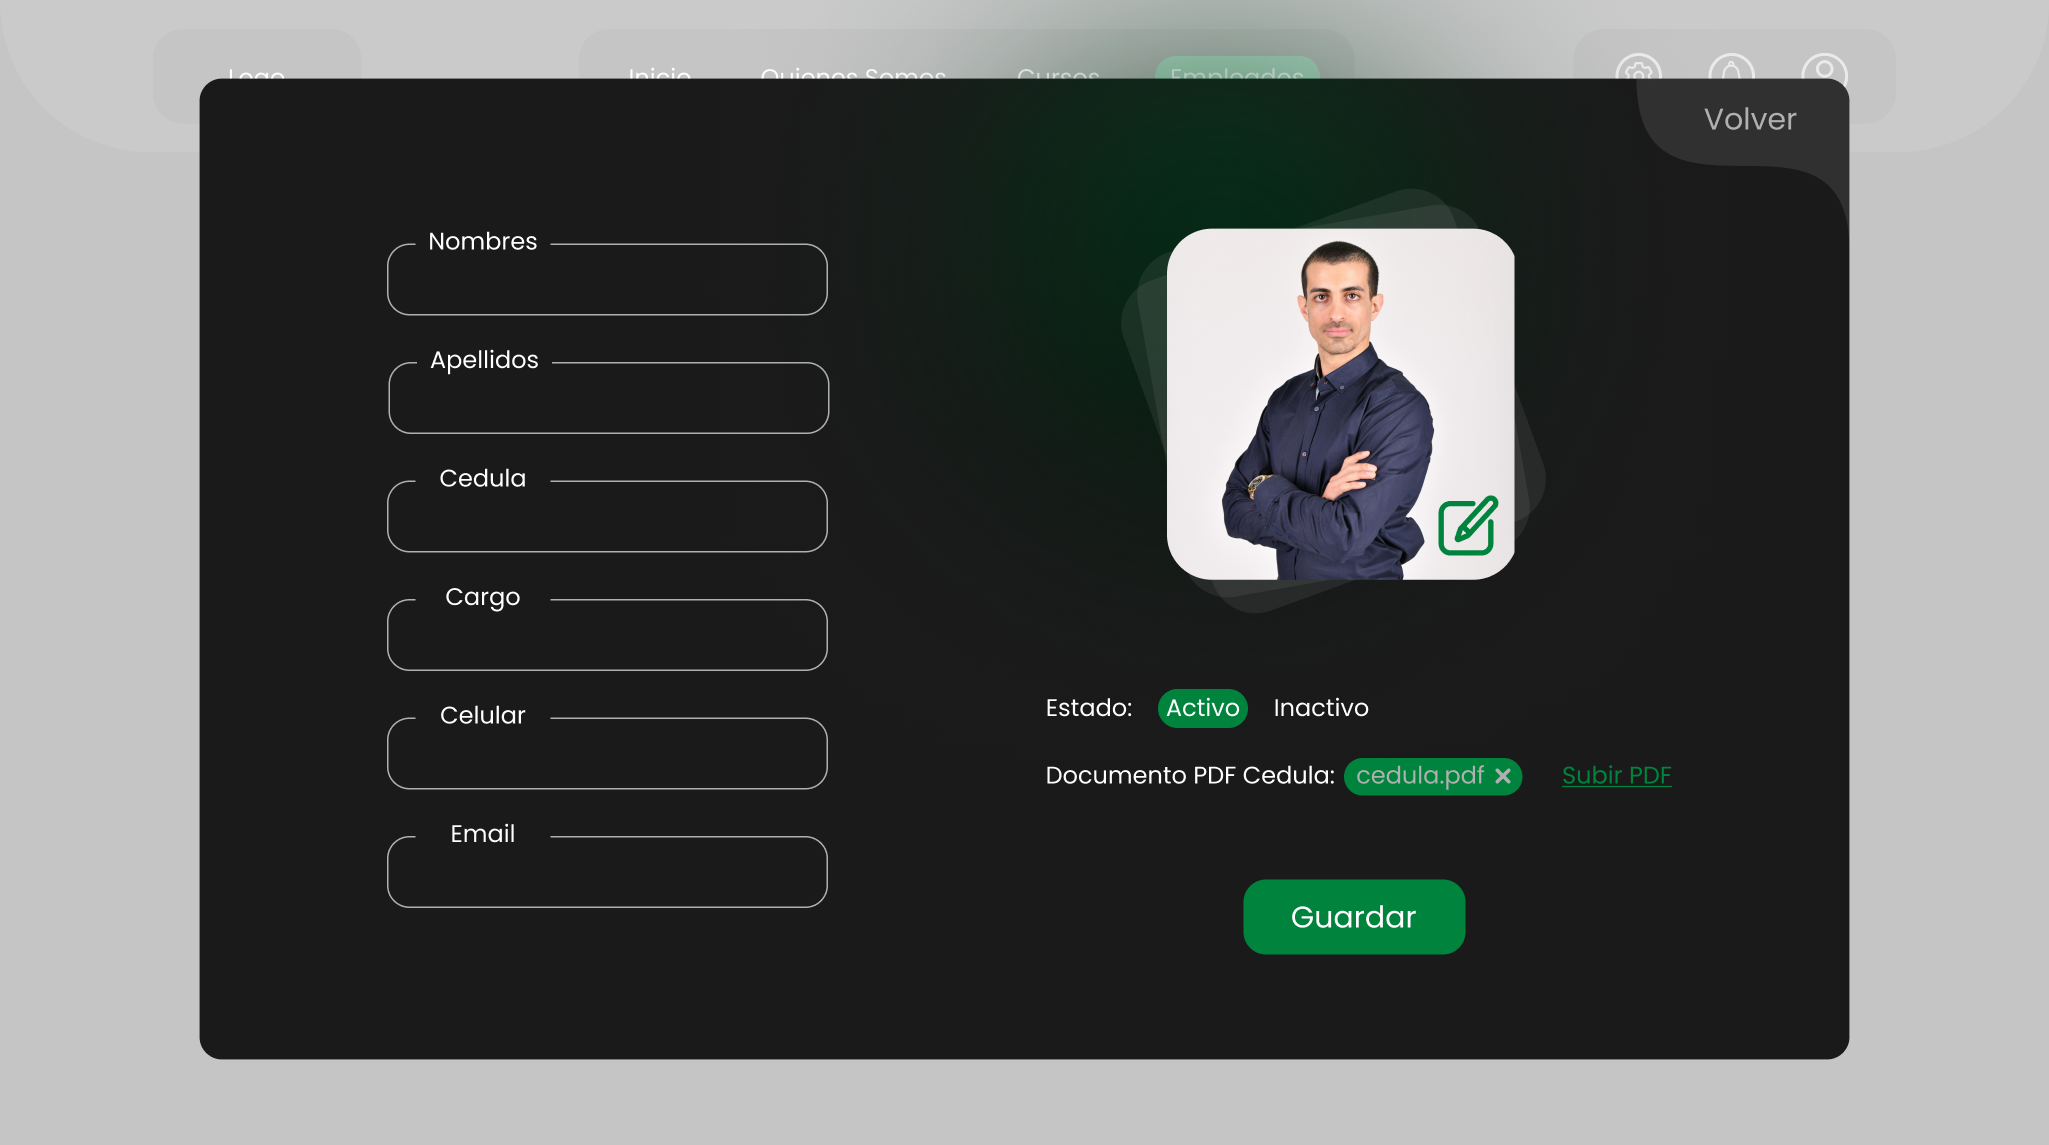 Logo
Inicio
Quienes Somos
Cursos
Empleados
Volver
Nombres
Apellidos
Cedula
Cargo
Celular
Email
Estado: Activo Inactivo
Documento PDF Cedula: cedula.pdf Subir PDF
Guardar